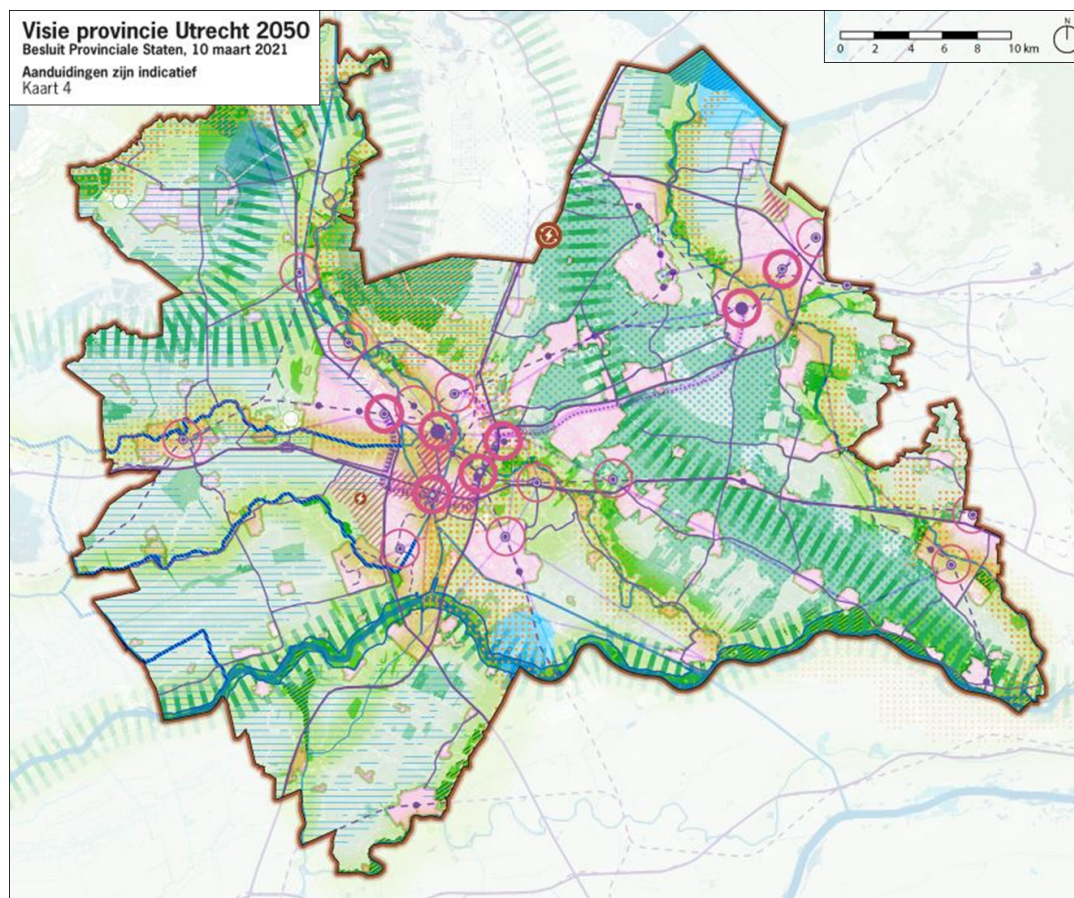 Visie provincie Utrecht 2050
Besluit Provinciale Staten, 10 maart 2021
Aanduidingen zijn indicatief
Kaart 4
0 2 4 6 8 10 km
N